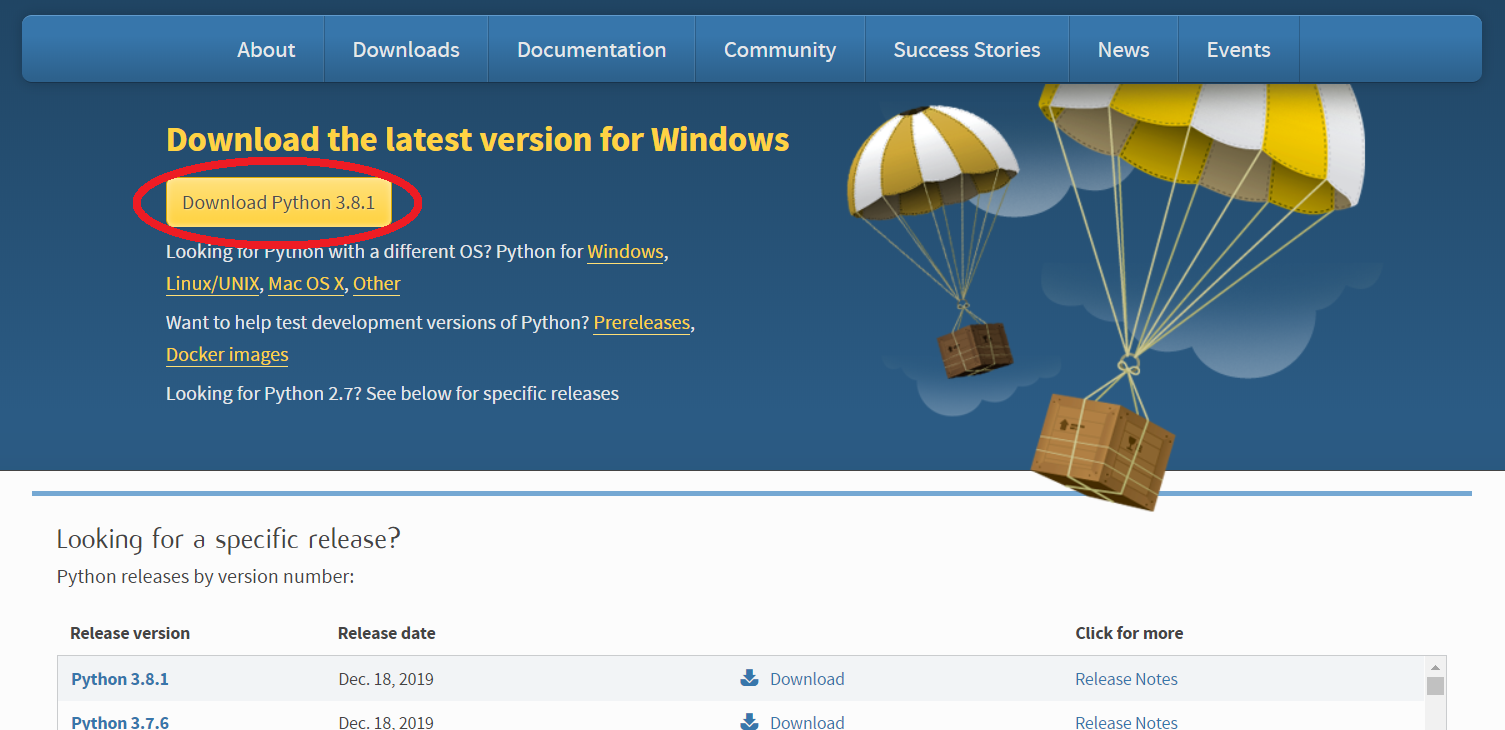 About Downloads Documentation Community Success Stories News Events
Download the latest version for Windows
Download Python 3.8.1
Looking for Python with a different OS? Python for Windows,
Linux/UNIX, Mac OS X, Other
Want to help test development versions of Python? Prereleases,
Docker images
Looking for Python 2.7? See below for specific releases
Looking for a specific release?
Python releases by version number:
Release version Release date Click for more
Python 3.8.1 Dec. 18, 2019 Download Release Notes
Python 3.7.6 Dec. 18, 2019 Download Release Notes